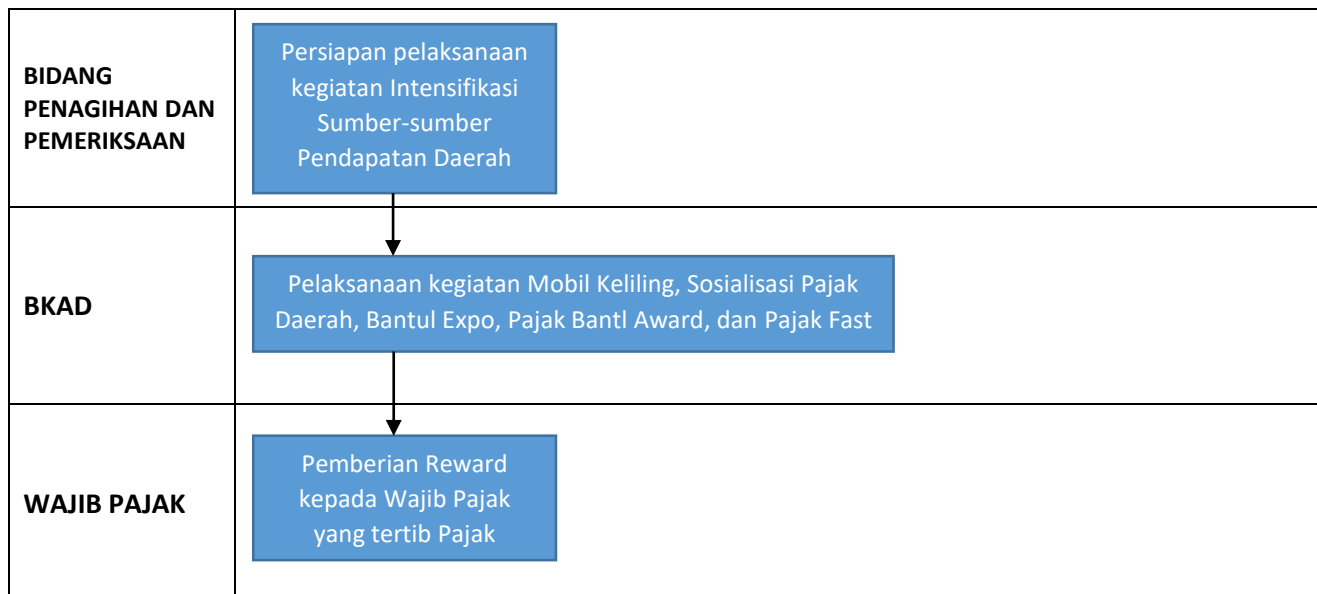 BIDANG
PENAGIHAN DAN
PEMERIKSAAN
Persiapan pelaksanaan
kegiatan Intensifikasi
Sumber-sumber
Pendapatan Daerah
BKAD
Pelaksanaan kegiatan Mobil Keliling, Sosialisasi Pajak
Daerah, Bantul Expo, Pajak Bantl Award, dan Pajak Fast
WAJIB PAJAK
Pemberian Reward
kepada Wajib Pajak
yang tertib Pajak